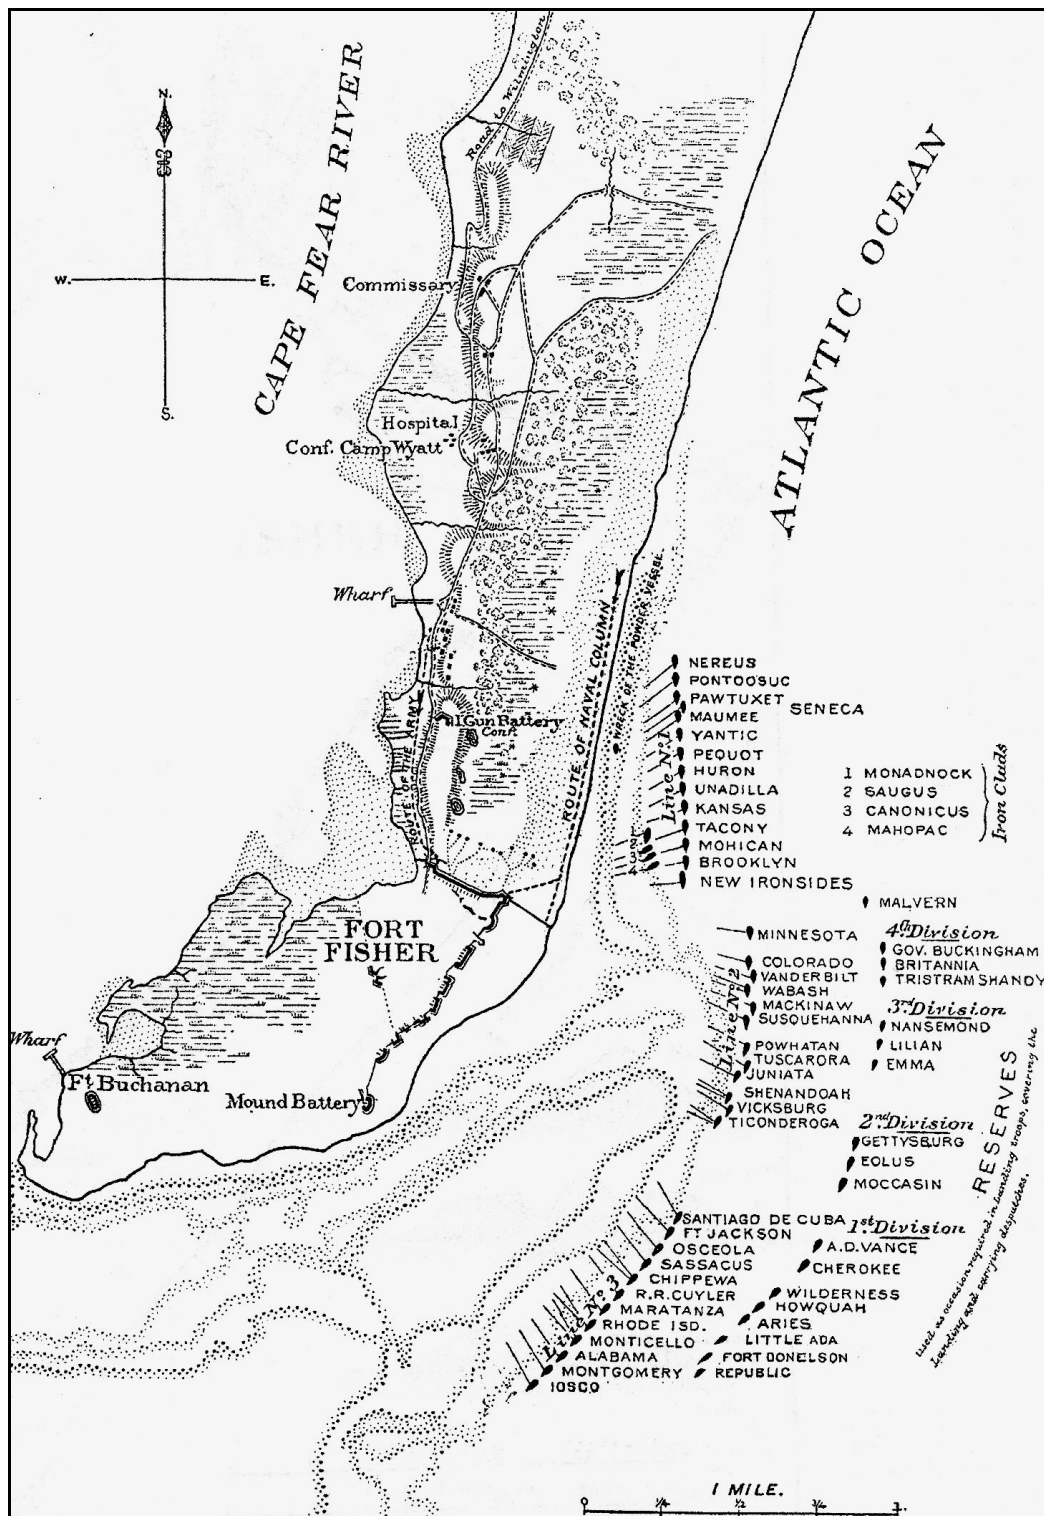 N.
W.
E.
S.
CAPE FEAR RIVER
ATLANTIC OCEAN
Road to Wilmington
Commissary
Hospital
Conf. Camp Wyatt
Wharf
1 Gun Battery
Conf.
ROUTE OF THE ARMY
ROUTE OF NAVAL COLUMN
WRECK OF THE POWDER VESSEL
FORT
FISHER
Wharf
Ft Buchanan
Mound Battery
Line No. 1
NEREUS
PONTOOSUC
PAWTUXET
SENECA
MAUMEE
YANTIC
PEQUOT
HURON
UNADILLA
KANSAS
TACONY
MOHICAN
BROOKLYN
NEW IRONSIDES
1
2
3
4
1 MONADNOCK
2 SAUGUS
3 CANONICUS
4 MAHOPAC
Iron Clads
MALVERN
Line No. 2
MINNESOTA
COLORADO
VANDERBILT
WABASH
MACKINAW
SUSQUEHANNA
POWHATAN
TUSCARORA
JUNIATA
SHENANDOAH
VICKSBURG
TICONDEROGA
4th Division
GOV. BUCKINGHAM
BRITANNIA
TRISTRAM SHANDY
3rd Division
NANSEMOND
LILIAN
EMMA
2nd Division
GETTYSBURG
EOLUS
MOCCASIN
1st Division
A.D. VANCE
CHEROKEE
WILDERNESS
HOWQUAH
ARIES
LITTLE ADA
FORT DONELSON
REPUBLIC
Line No. 3
SANTIAGO DE CUBA
FT JACKSON
OSCEOLA
SASSACUS
CHIPPEWA
R.R. CUYLER
MARATANZA
RHODE ISD.
MONTICELLO
ALABAMA
MONTGOMERY
IOSCO
RESERVES
Used as occasion required in landing troops, covering the
landing and carrying despatches.
1 MILE.
0 1/4 1/2 3/4 1.